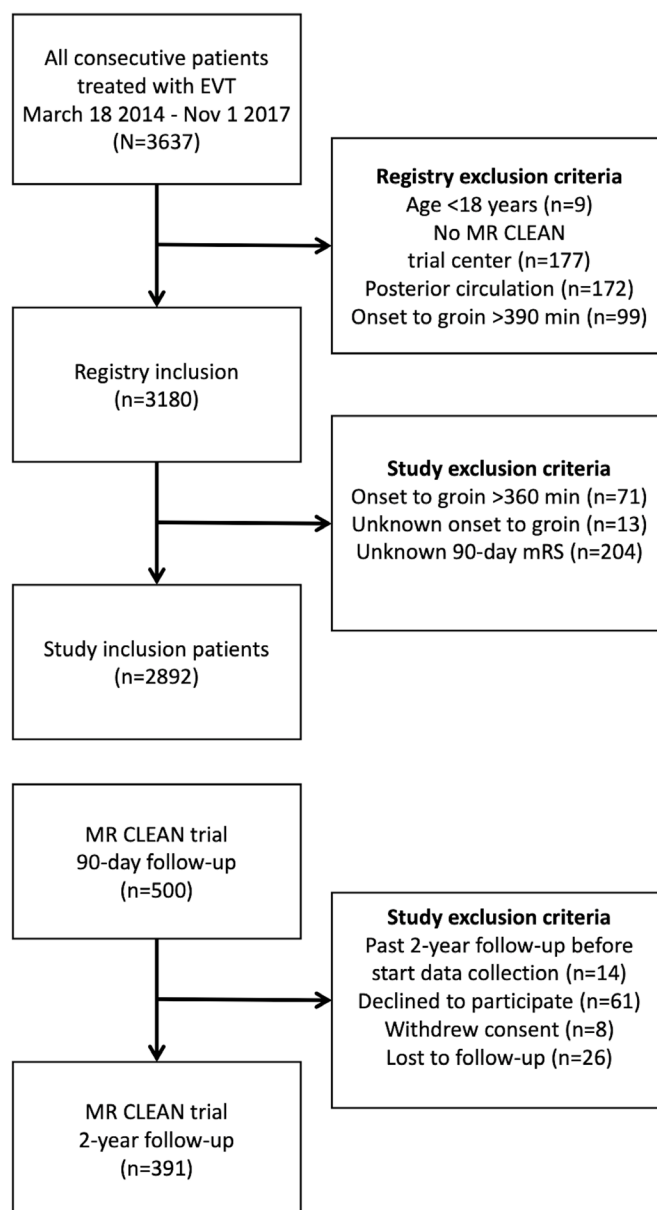 All consecutive patients
treated with EVT
March 18 2014 - Nov 1 2017
(N=3637)
Registry exclusion criteria
Age <18 years (n=9)
No MR CLEAN
trial center (n=177)
Posterior circulation (n=172)
Onset to groin >390 min (n=99)
Registry inclusion
(n=3180)
Study exclusion criteria
Onset to groin >360 min (n=71)
Unknown onset to groin (n=13)
Unknown 90-day mRS (n=204)
Study inclusion patients
(n=2892)
MR CLEAN trial
90-day follow-up
(n=500)
Study exclusion criteria
Past 2-year follow-up before
start data collection (n=14)
Declined to participate (n=61)
Withdrew consent (n=8)
Lost to follow-up (n=26)
MR CLEAN trial
2-year follow-up
(n=391)